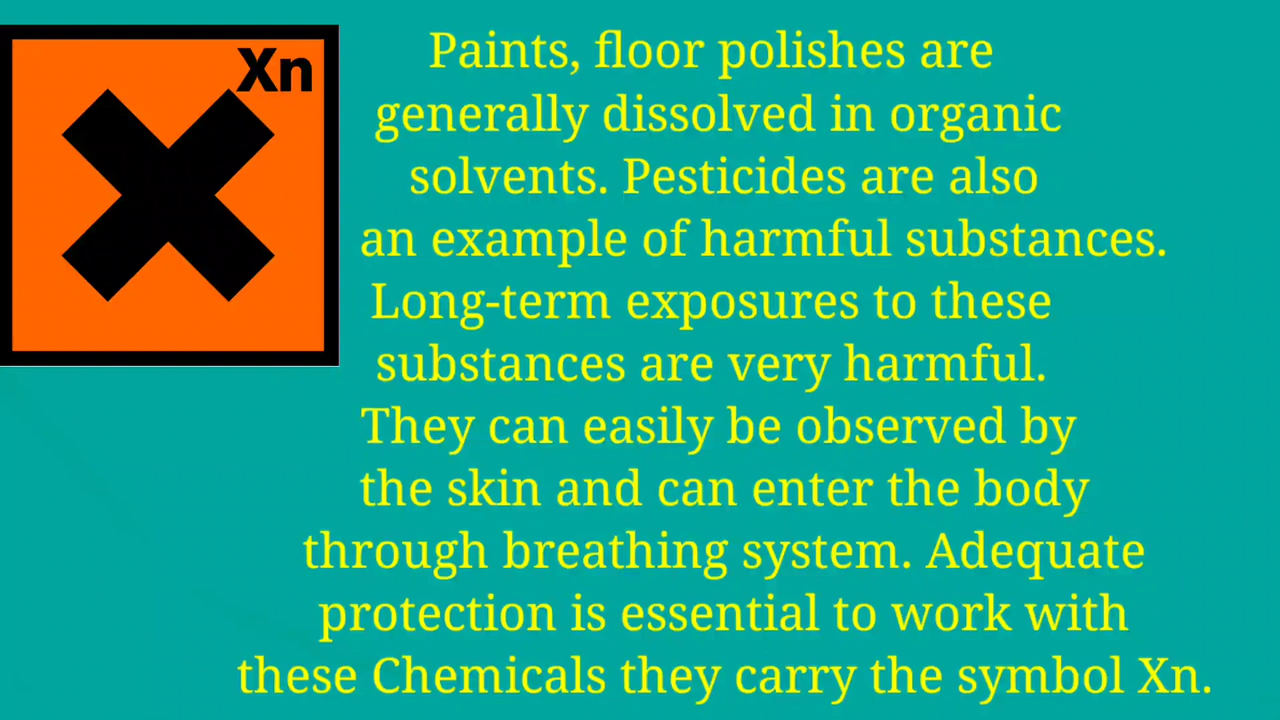 Xn
Paints, floor polishes are
generally dissolved in organic
solvents. Pesticides are also
an example of harmful substances.
Long-term exposures to these
substances are very harmful.
They can easily be observed by
the skin and can enter the body
through breathing system. Adequate
protection is essential to work with
these Chemicals they carry the symbol Xn.